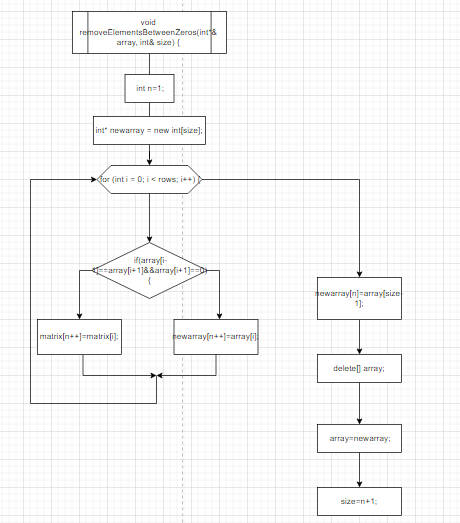 void
removeElementsBetweenZeros(int*&
array, int& size) {
int n=1;
int* newarray = new int[size];
for (int i = 0; i < rows; i++) {
if(array[i-
1]==array[i+1]&&array[i+1]==0)
{
matrix[n++]=matrix[i];
newarray[n++]=array[i];
newarray[n]=array[size-
1];
delete[] array;
array=newarray;
size=n+1;